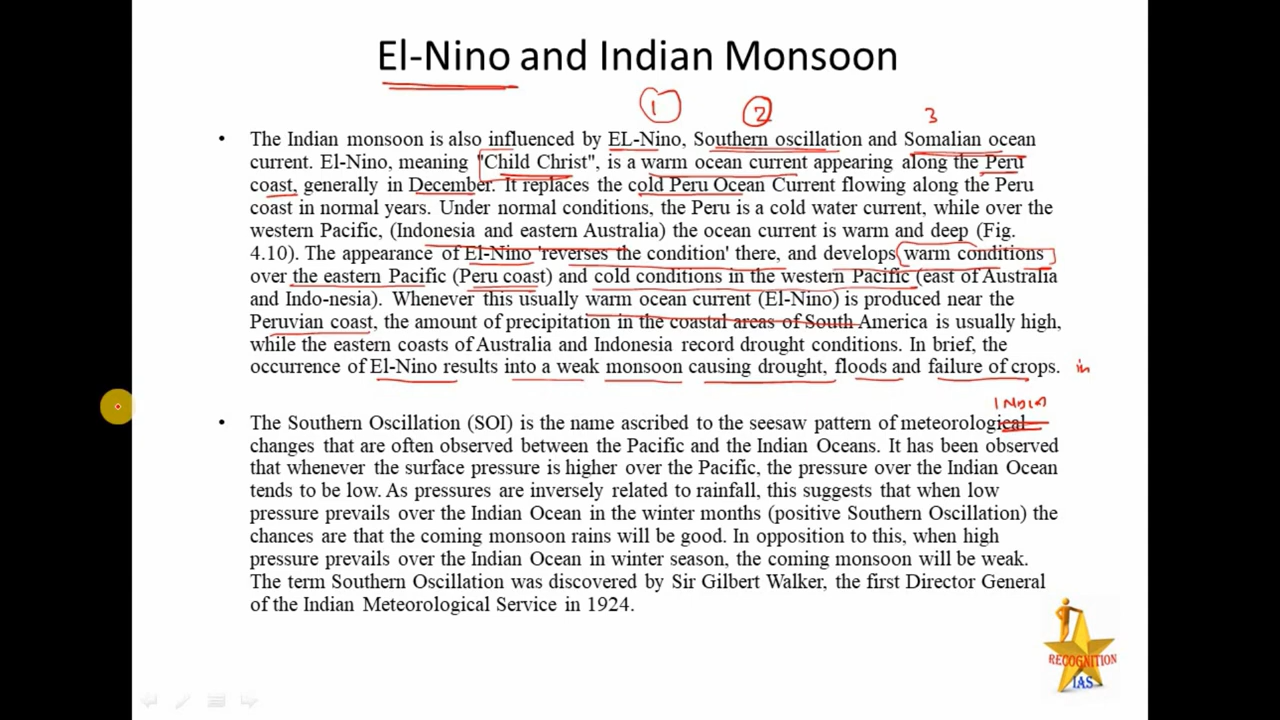 El-Nino and Indian Monsoon
1 2 3
• The Indian monsoon is also influenced by EL-Nino, Southern oscillation and Somalian ocean
current. El-Nino, meaning "Child Christ", is a warm ocean current appearing along the Peru
coast, generally in December. It replaces the cold Peru Ocean Current flowing along the Peru
coast in normal years. Under normal conditions, the Peru is a cold water current, while over the
western Pacific, (Indonesia and eastern Australia) the ocean current is warm and deep (Fig.
4.10). The appearance of El-Nino 'reverses the condition' there, and develops warm conditions
over the eastern Pacific (Peru coast) and cold conditions in the western Pacific (east of Australia
and Indo-nesia). Whenever this usually warm ocean current (El-Nino) is produced near the
Peruvian coast, the amount of precipitation in the coastal areas of South America is usually high,
while the eastern coasts of Australia and Indonesia record drought conditions. In brief, the
occurrence of El-Nino results into a weak monsoon causing drought, floods and failure of crops. in
INDIA
• The Southern Oscillation (SOI) is the name ascribed to the seesaw pattern of meteorological
changes that are often observed between the Pacific and the Indian Oceans. It has been observed
that whenever the surface pressure is higher over the Pacific, the pressure over the Indian Ocean
tends to be low. As pressures are inversely related to rainfall, this suggests that when low
pressure prevails over the Indian Ocean in the winter months (positive Southern Oscillation) the
chances are that the coming monsoon rains will be good. In opposition to this, when high
pressure prevails over the Indian Ocean in winter season, the coming monsoon will be weak.
The term Southern Oscillation was discovered by Sir Gilbert Walker, the first Director General
of the Indian Meteorological Service in 1924.
RECOGNITION
IAS